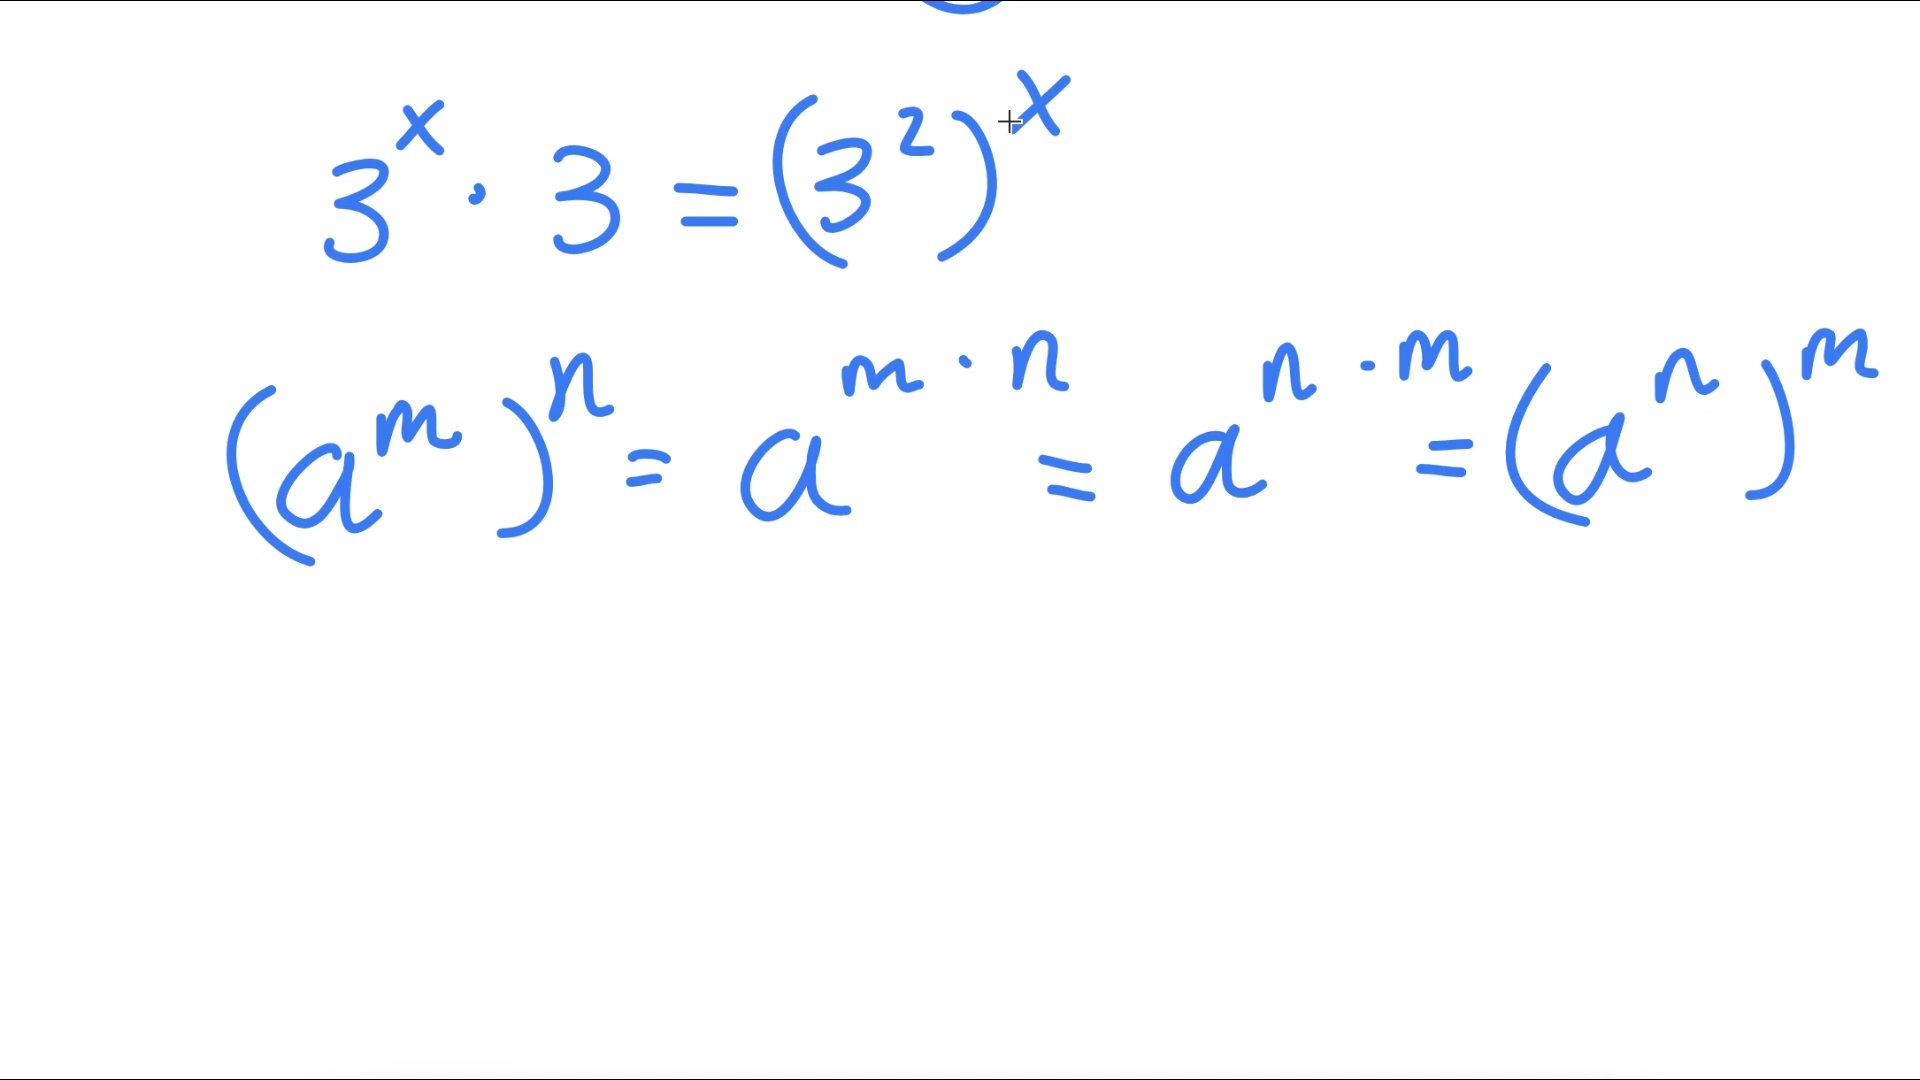 3^x · 3 = (3^2)^x
(a^m)^n = a^{m · n} = a^{n · m} = (a^n)^m